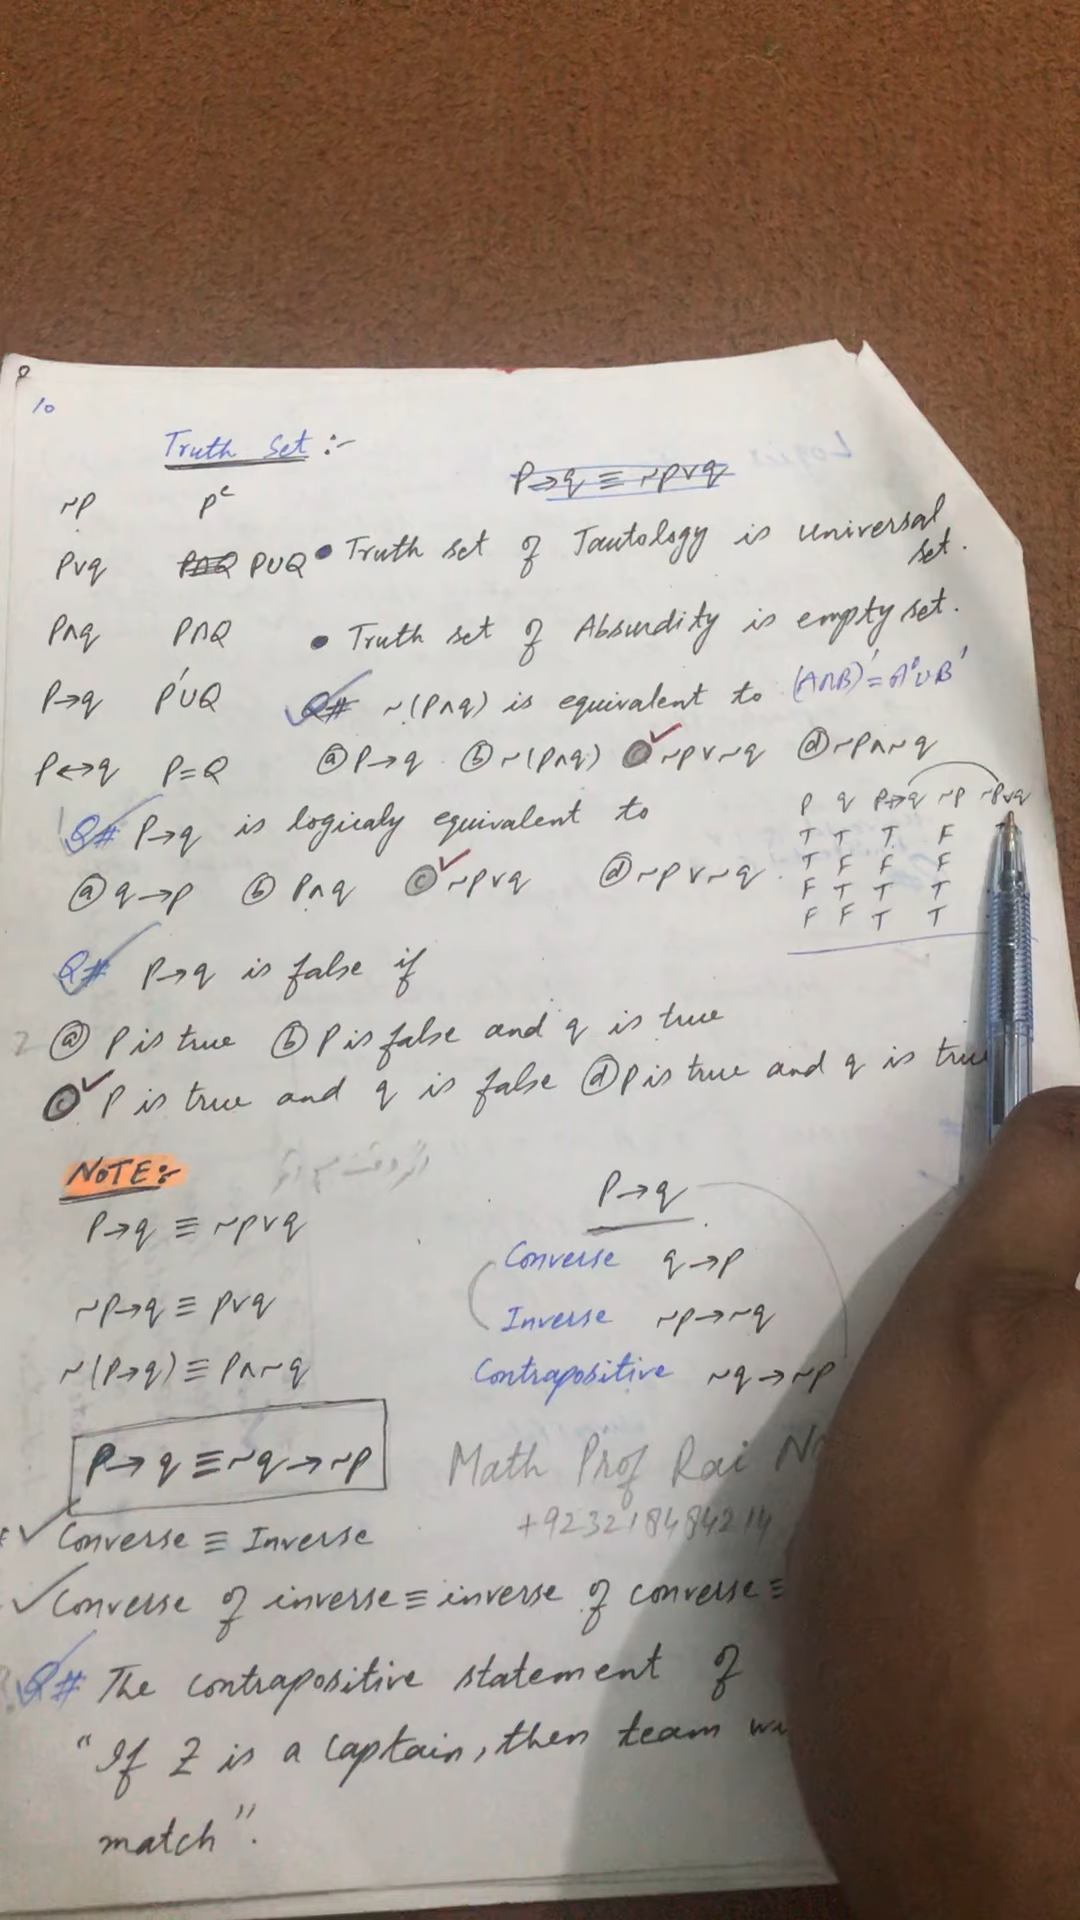 10
Truth Set :-
~p p^c
P→q ≡ ~p∨q
p∨q P∩Q P∪Q • Truth set of Tautology is universal set.
p∧q P∩Q • Truth set of Absurdity is empty set.
p→q P'∪Q Q# ~(p∧q) is equivalent to (A∩B)'=A'∪B'
p↔q P=Q ⓐ p→q ⓑ ~(p∧q) ⓒ ~p∨~q ⓓ ~p∧~q
Q# p→q is logicaly equivalent to
ⓐ q→p ⓑ p∧q ⓒ ~p∨q ⓓ ~p∨~q
p q p→q ~p ~p∨q
T T T F
T F F F
F T T T
F F T T
Q# p→q is false if
ⓐ p is true ⓑ p is false and q is true
ⓒ p is true and q is false ⓓ p is true and q is
NOTE:
p→q ≡ ~p∨q
~p→q ≡ p∨q
~(p→q) ≡ p∧~q
p→q ≡ ~q→~p
p→q
Converse q→p
Inverse ~p→~q
Contrapositive ~q→~p
Math Prof Rai
+923218484214
Converse ≡ Inverse
Converse of inverse ≡ inverse of converse ≡
Q# The contrapositive statement of
"If Z is a Captain, then team
match".